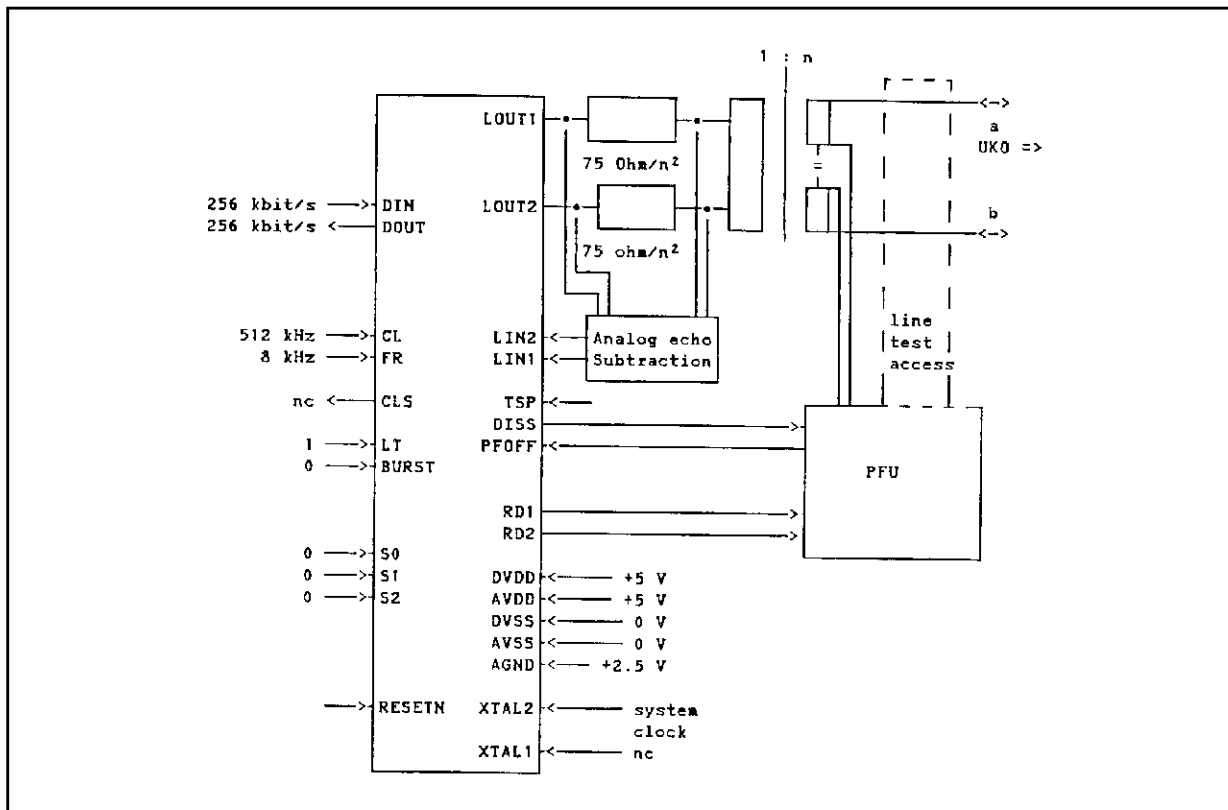 1 : n
LOUT1
75 Ohm/n²
a
UK0 =>
=
256 kbit/s DIN
256 kbit/s DOUT
LOUT2
75 ohm/n²
b
512 kHz CL
8 kHz FR
LIN2
LIN1
Analog echo
Subtraction
line
test
access
nc CLS
TSP
DISS
PFOFF
1 LT
0 BURST
PFU
RD1
RD2
0 S0
0 S1
0 S2
DVDD +5 V
AVDD +5 V
DVSS 0 V
AVSS 0 V
AGND +2.5 V
RESETN
XTAL2 system
clock
XTAL1 nc